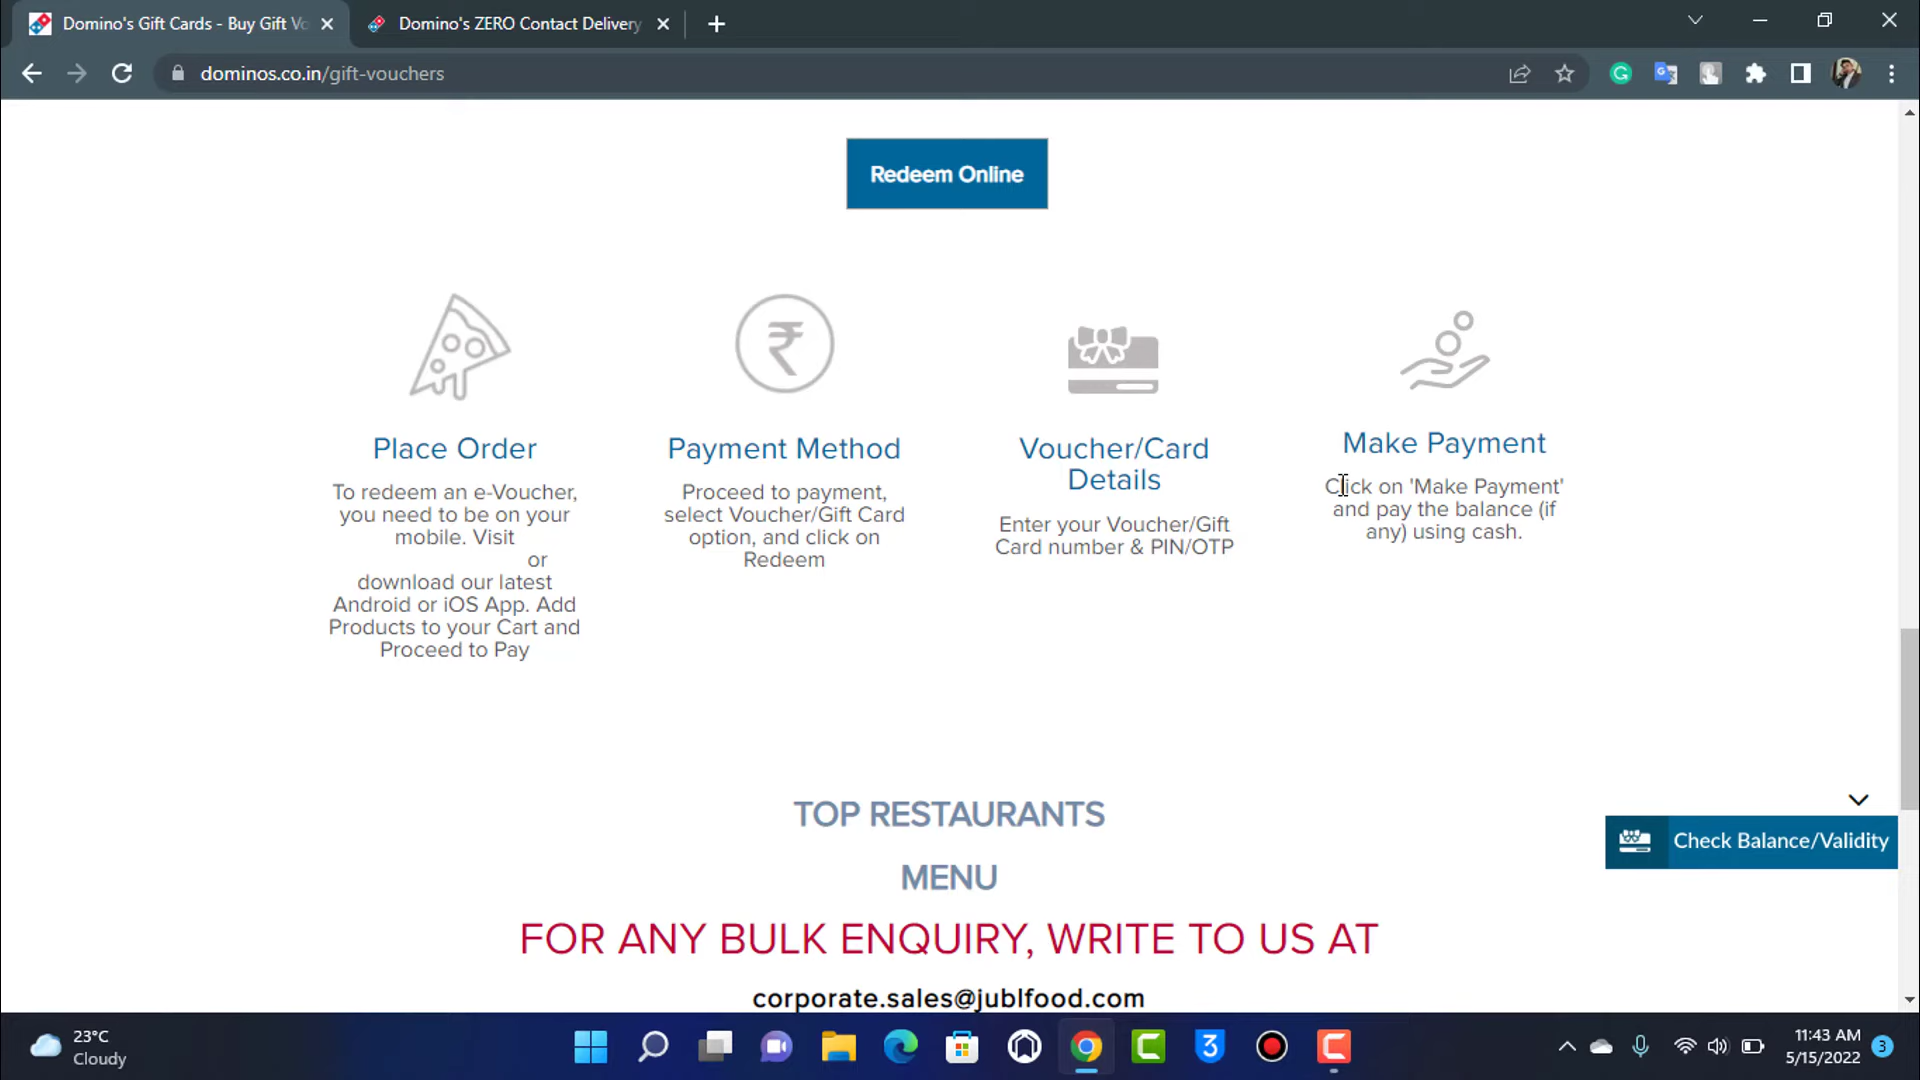 Domino's Gift Cards - Buy Gift Vo
Domino's ZERO Contact Delivery
dominos.co.in/gift-vouchers
Redeem Online
Place Order
To redeem an e-Voucher,
you need to be on your
mobile. Visit
or
download our latest
Android or iOS App. Add
Products to your Cart and
Proceed to Pay
Payment Method
Proceed to payment,
select Voucher/Gift Card
option, and click on
Redeem
Voucher/Card
Details
Enter your Voucher/Gift
Card number & PIN/OTP
Make Payment
Click on 'Make Payment'
and pay the balance (if
any) using cash.
Check Balance/Validity
TOP RESTAURANTS
MENU
FOR ANY BULK ENQUIRY, WRITE TO US AT
corporate.sales@jublfood.com
23°C
Cloudy
11:43 AM
5/15/2022
3